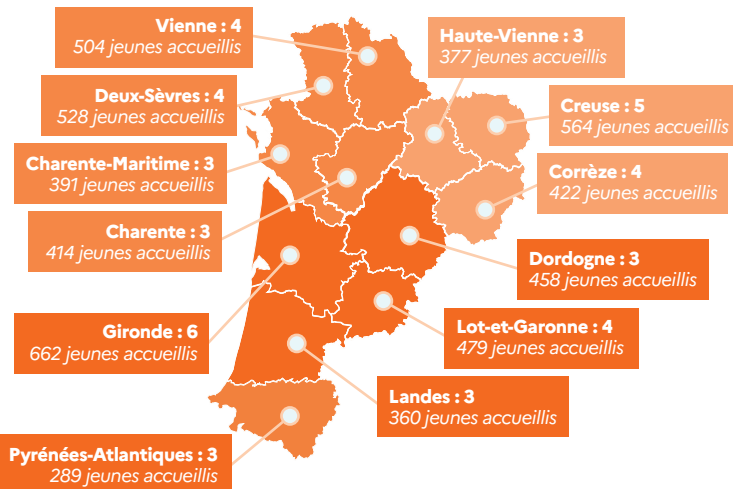 Vienne : 4
504 jeunes accueillis
Haute-Vienne : 3
377 jeunes accueillis
Deux-Sèvres : 4
528 jeunes accueillis
Creuse : 5
564 jeunes accueillis
Charente-Maritime : 3
391 jeunes accueillis
Corrèze : 4
422 jeunes accueillis
Charente : 3
414 jeunes accueillis
Dordogne : 3
458 jeunes accueillis
Gironde : 6
662 jeunes accueillis
Lot-et-Garonne : 4
479 jeunes accueillis
Landes : 3
360 jeunes accueillis
Pyrénées-Atlantiques : 3
289 jeunes accueillis